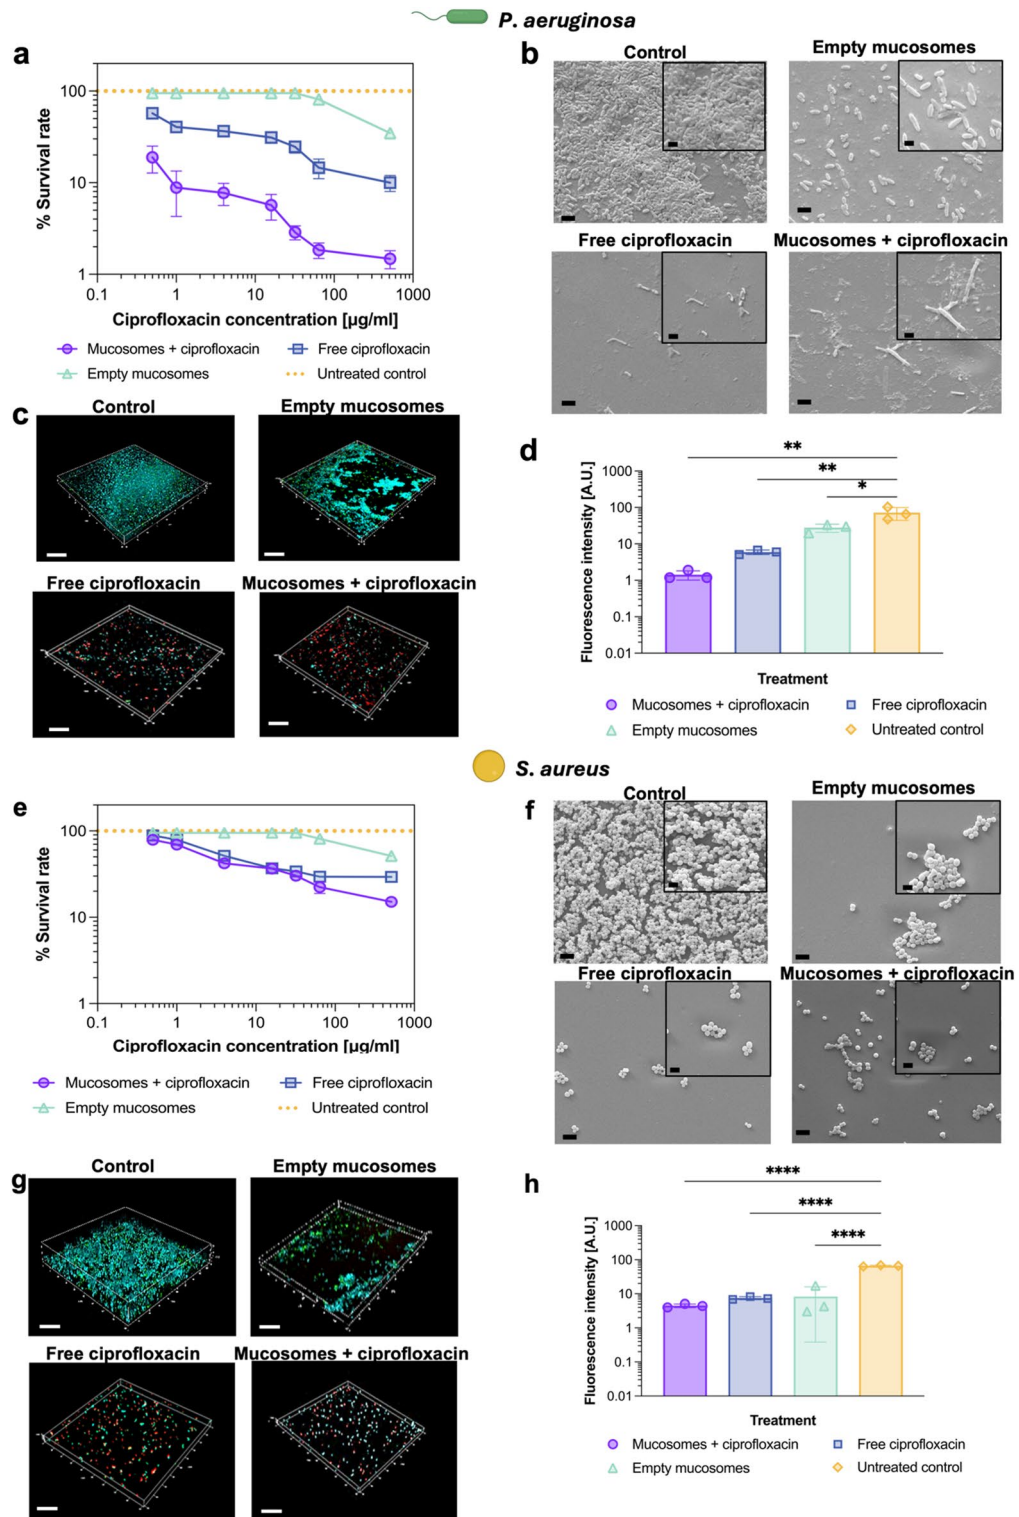 P. aeruginosa
a
% Survival rate
100
10
1
0.1 1 10 100 1000
Ciprofloxacin concentration [µg/ml]
Mucosomes + ciprofloxacin Free ciprofloxacin
Empty mucosomes Untreated control
b
Control Empty mucosomes
Free ciprofloxacin Mucosomes + ciprofloxacin
c
Control Empty mucosomes
Free ciprofloxacin Mucosomes + ciprofloxacin
d
**
**
*
Fluorescence intensity [A.U.]
1000
100
10
1
0.1
0.01
Treatment
Mucosomes + ciprofloxacin Free ciprofloxacin
Empty mucosomes Untreated control
S. aureus
e
% Survival rate
100
10
1
0.1 1 10 100 1000
Ciprofloxacin concentration [µg/ml]
Mucosomes + ciprofloxacin Free ciprofloxacin
Empty mucosomes Untreated control
f
Control Empty mucosomes
Free ciprofloxacin Mucosomes + ciprofloxacin
g
Control Empty mucosomes
Free ciprofloxacin Mucosomes + ciprofloxacin
h
****
****
****
Fluorescence intensity [A.U.]
1000
100
10
1
0.1
0.01
Treatment
Mucosomes + ciprofloxacin Free ciprofloxacin
Empty mucosomes Untreated control